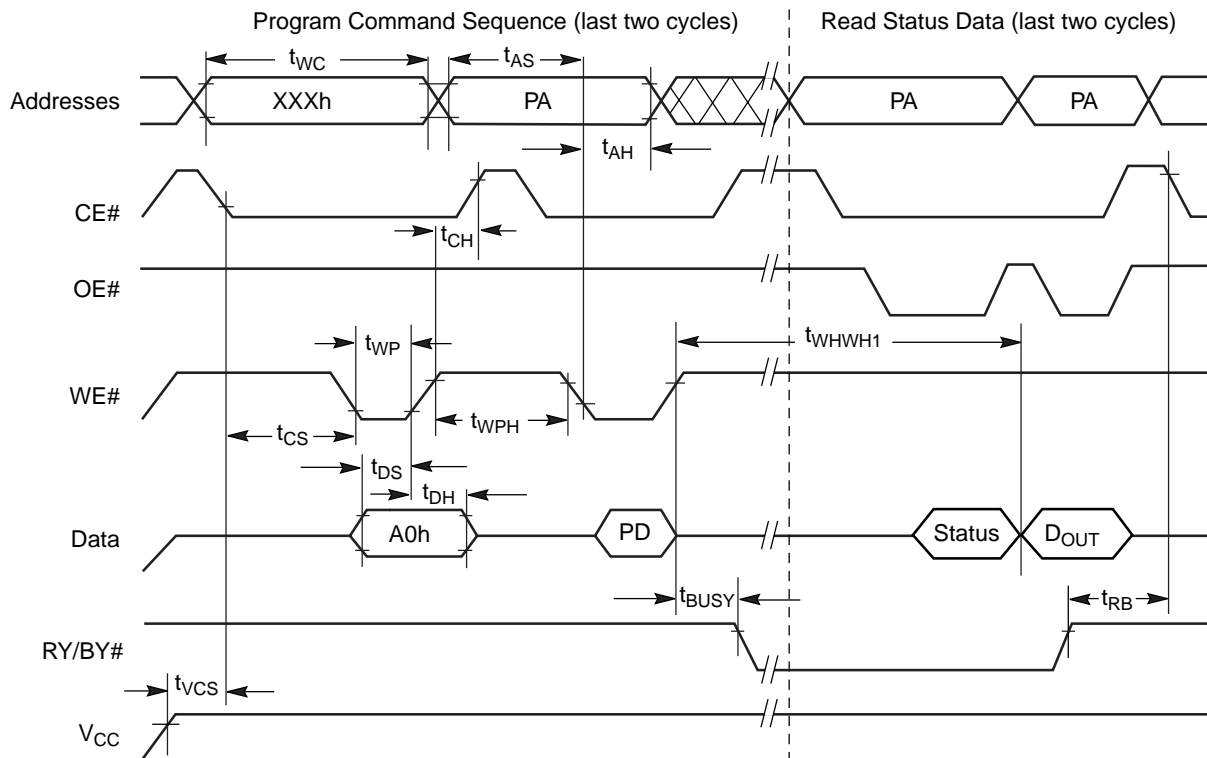 Program Command Sequence (last two cycles) Read Status Data (last two cycles)
tWC tAS
Addresses XXXh PA PA PA
tAH
CE#
tCH
OE#
tWP tWHWH1
WE#
tWPH
tCS
tDS
tDH
Data A0h PD Status DOUT
tBUSY tRB
RY/BY#
tVCS
VCC